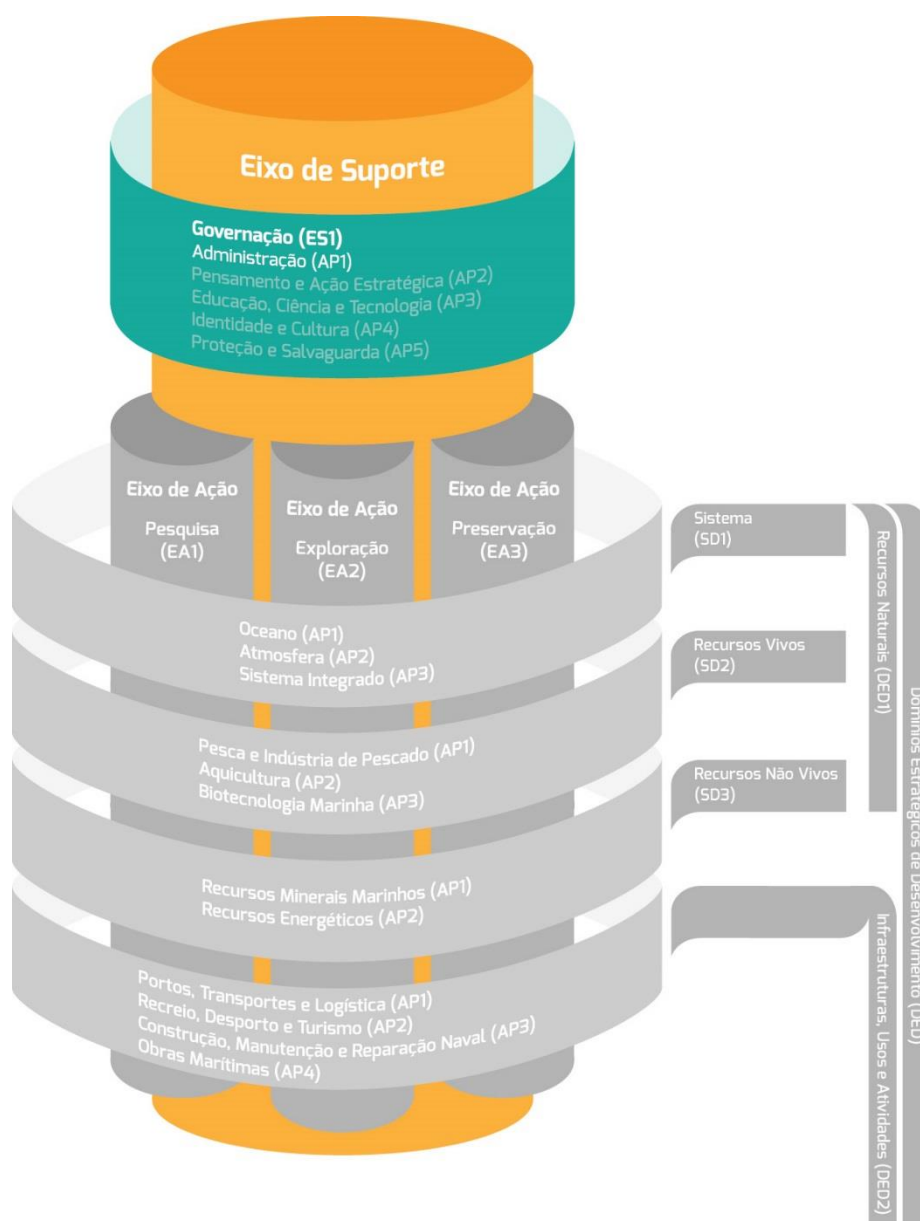 Eixo de Suporte
Governação (ES1)
Administração (AP1)
Pensamento e Ação Estratégica (AP2)
Educação, Ciência e Tecnologia (AP3)
Identidade e Cultura (AP4)
Proteção e Salvaguarda (AP5)
Eixo de Ação
Pesquisa
(EA1)
Eixo de Ação
Exploração
(EA2)
Eixo de Ação
Preservação
(EA3)
Oceano (AP1)
Atmosfera (AP2)
Sistema Integrado (AP3)
Sistema
(SD1)
Pesca e Indústria de Pescado (AP1)
Aquicultura (AP2)
Biotecnologia Marinha (AP3)
Recursos Vivos
(SD2)
Recursos Minerais Marinhos (AP1)
Recursos Energéticos (AP2)
Recursos Não Vivos
(SD3)
Portos, Transportes e Logística (AP1)
Recreio, Desporto e Turismo (AP2)
Construção, Manutenção e Reparação Naval (AP3)
Obras Marítimas (AP4)
Recursos Naturais (DED1)
Infraestruturas, Usos e Atividades (DED2)
Domínios Estratégicos de Desenvolvimento (DED)